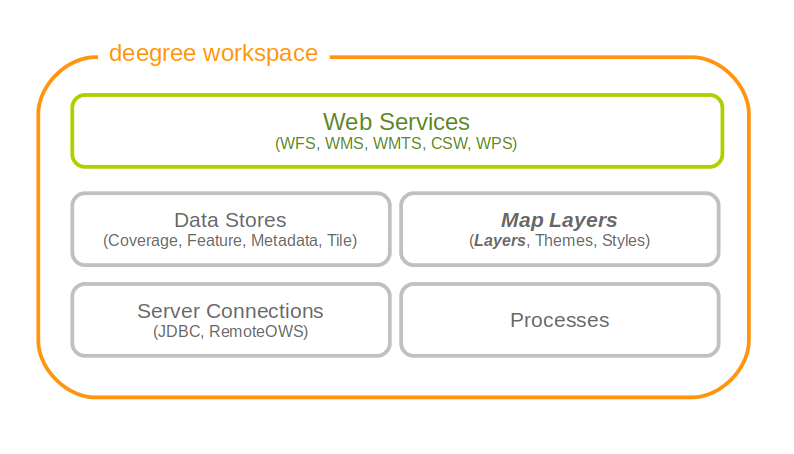 deegree workspace
Web Services
(WFS, WMS, WMTS, CSW, WPS)
Data Stores
(Coverage, Feature, Metadata, Tile)
Map Layers
(Layers, Themes, Styles)
Server Connections
(JDBC, RemoteOWS)
Processes